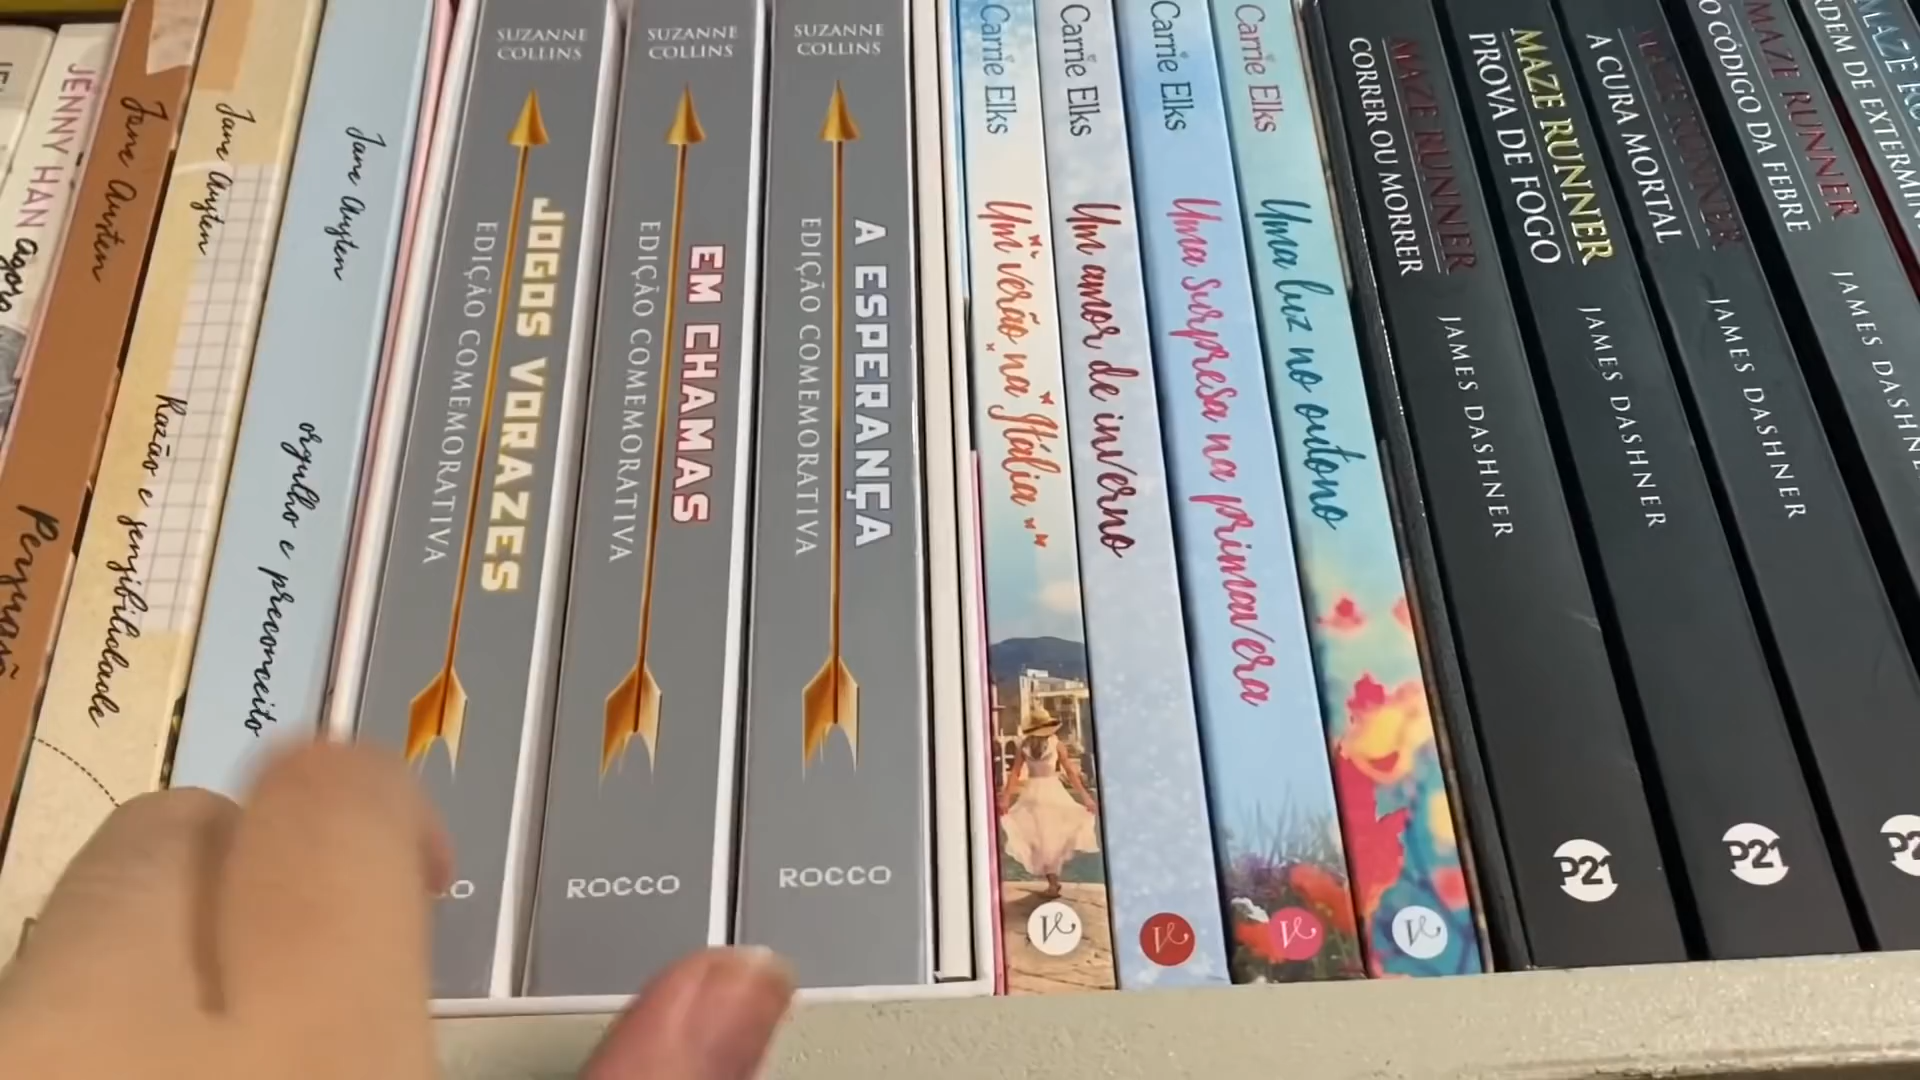 JENNY HAN
agora
Jane Austen
Persuasão
Jane Austen
Razão e sensibilidade
Jane Austen
orgulho e preconceito
SUZANNE
COLLINS
JOGOS VORAZES
EDIÇÃO COMEMORATIVA
SUZANNE
COLLINS
EM CHAMAS
EDIÇÃO COMEMORATIVA
ROCCO
SUZANNE
COLLINS
A ESPERANÇA
EDIÇÃO COMEMORATIVA
ROCCO
Carrie Elks
Um verão na Itália
Carrie Elks
Um amor de inverno
Carrie Elks
Uma surpresa na primavera
Carrie Elks
Uma luz no outono
MAZE RUNNER
CORRER OU MORRER
JAMES DASHNER
P21
MAZE RUNNER
PROVA DE FOGO
JAMES DASHNER
P21
MAZE RUNNER
A CURA MORTAL
JAMES DASHNER
MAZE RUNNER
O CÓDIGO DA FEBRE
JAMES DASHNER
MAZE
DE